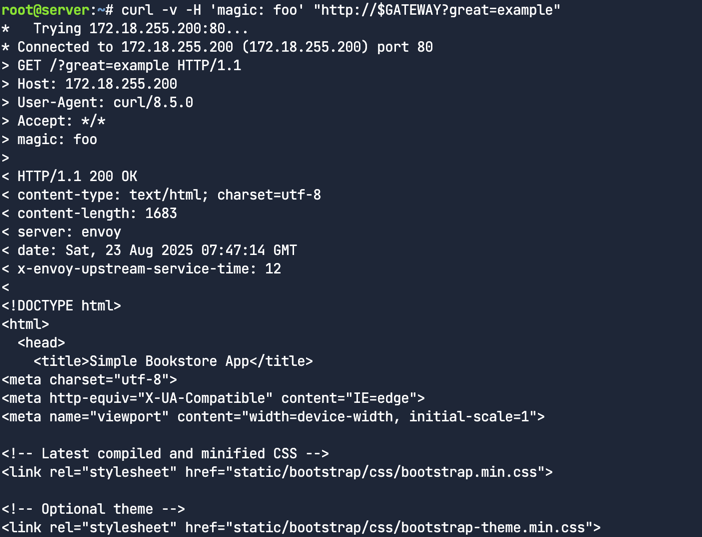 root@server:~# curl -v -H 'magic: foo' "http://$GATEWAY?great=example"
*   Trying 172.18.255.200:80...
* Connected to 172.18.255.200 (172.18.255.200) port 80
> GET /?great=example HTTP/1.1
> Host: 172.18.255.200
> User-Agent: curl/8.5.0
> Accept: */*
> magic: foo
>
< HTTP/1.1 200 OK
< content-type: text/html; charset=utf-8
< content-length: 1683
< server: envoy
< date: Sat, 23 Aug 2025 07:47:14 GMT
< x-envoy-upstream-service-time: 12
<
<!DOCTYPE html>
<html>
  <head>
    <title>Simple Bookstore App</title>
<meta charset="utf-8">
<meta http-equiv="X-UA-Compatible" content="IE=edge">
<meta name="viewport" content="width=device-width, initial-scale=1">

<!-- Latest compiled and minified CSS -->
<link rel="stylesheet" href="static/bootstrap/css/bootstrap.min.css">

<!-- Optional theme -->
<link rel="stylesheet" href="static/bootstrap/css/bootstrap-theme.min.css">